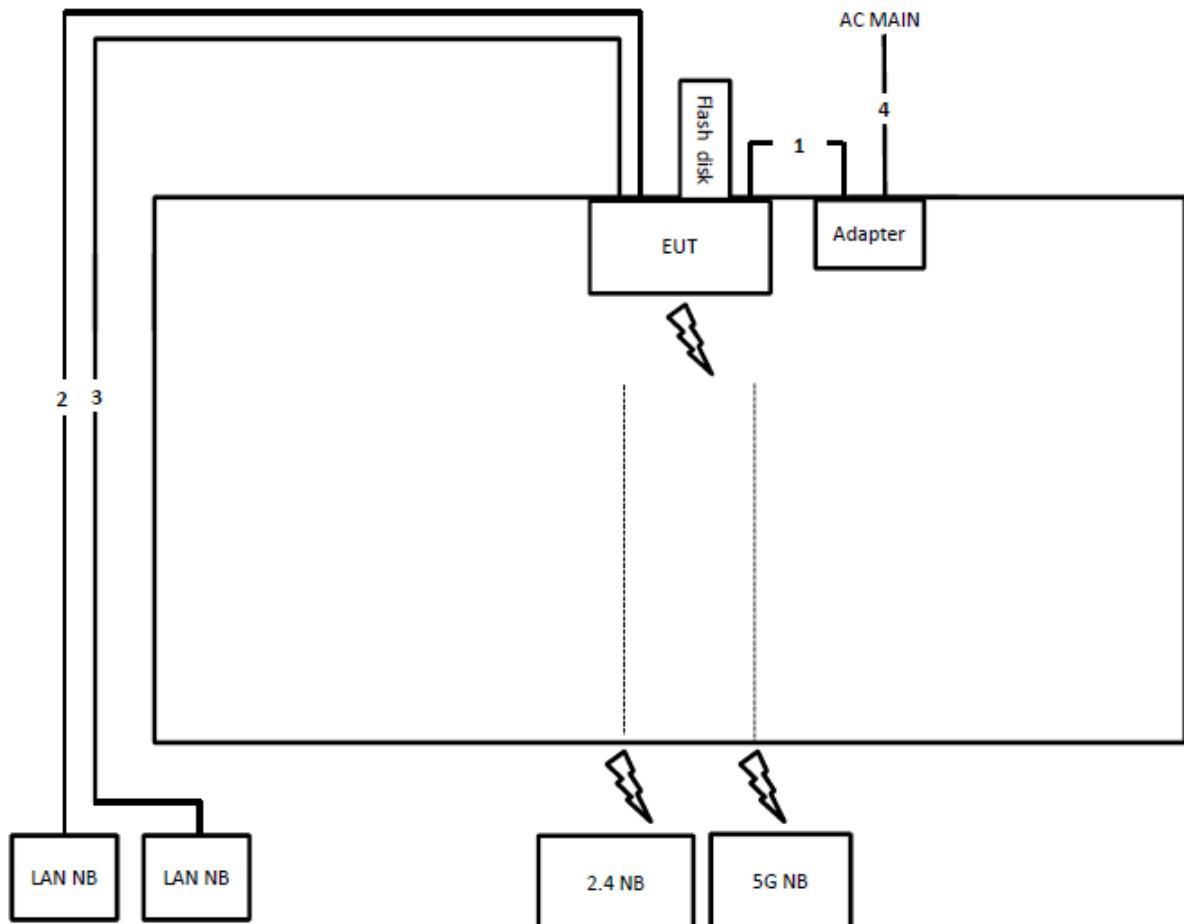 AC MAIN
Flash disk
4
1
Adapter
EUT
2
3
LAN NB
LAN NB
2.4 NB
5G NB